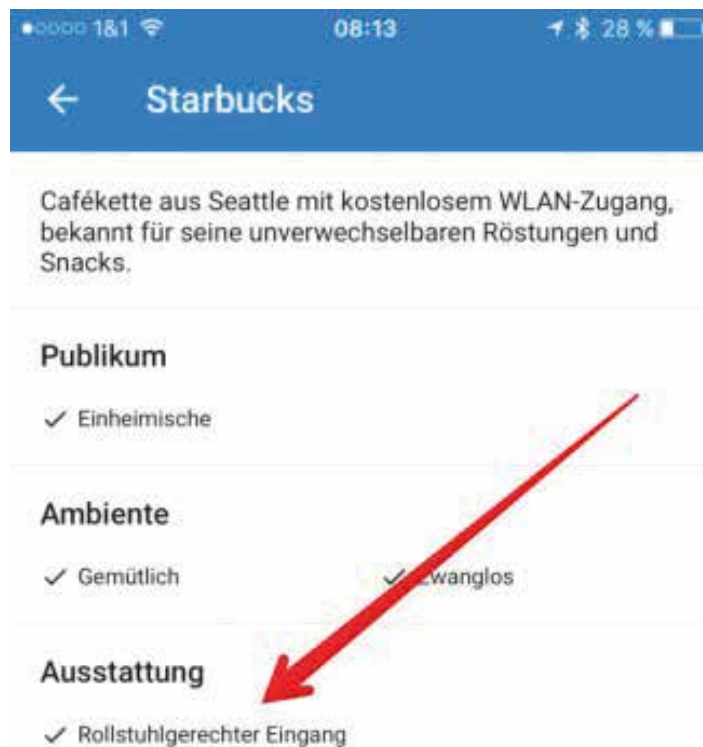 1&1 08:13 28 %
Starbucks
Cafékette aus Seattle mit kostenlosem WLAN-Zugang,
bekannt für seine unverwechselbaren Röstungen und
Snacks.
Publikum
Einheimische
Ambiente
Gemütlich Zwanglos
Ausstattung
Rollstuhlgerechter Eingang